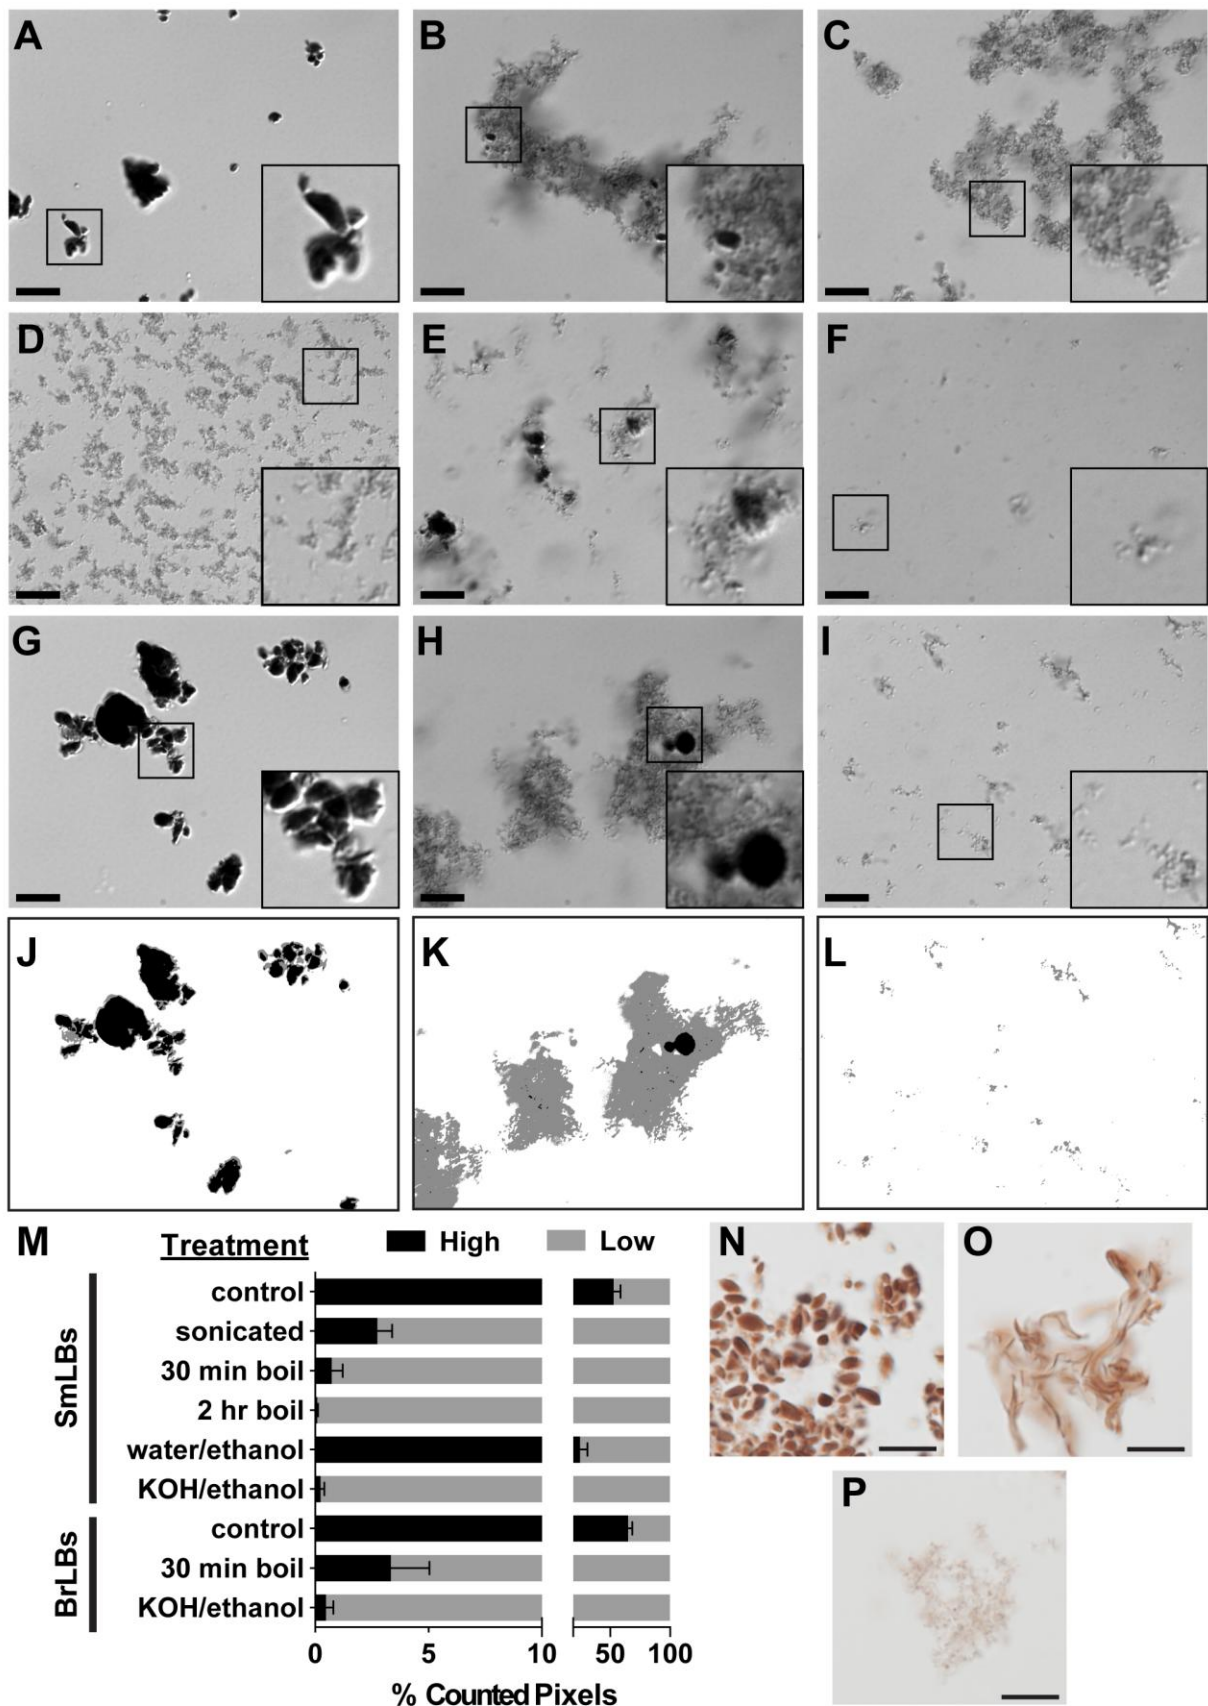 A
B
C
D
E
F
G
H
I
J
K
L
M
Treatment
High
Low
SmLBs
control
sonicated
30 min boil
2 hr boil
water/ethanol
KOH/ethanol
BrLBs
control
30 min boil
KOH/ethanol
0
5
10
50
100
% Counted Pixels
N
O
P